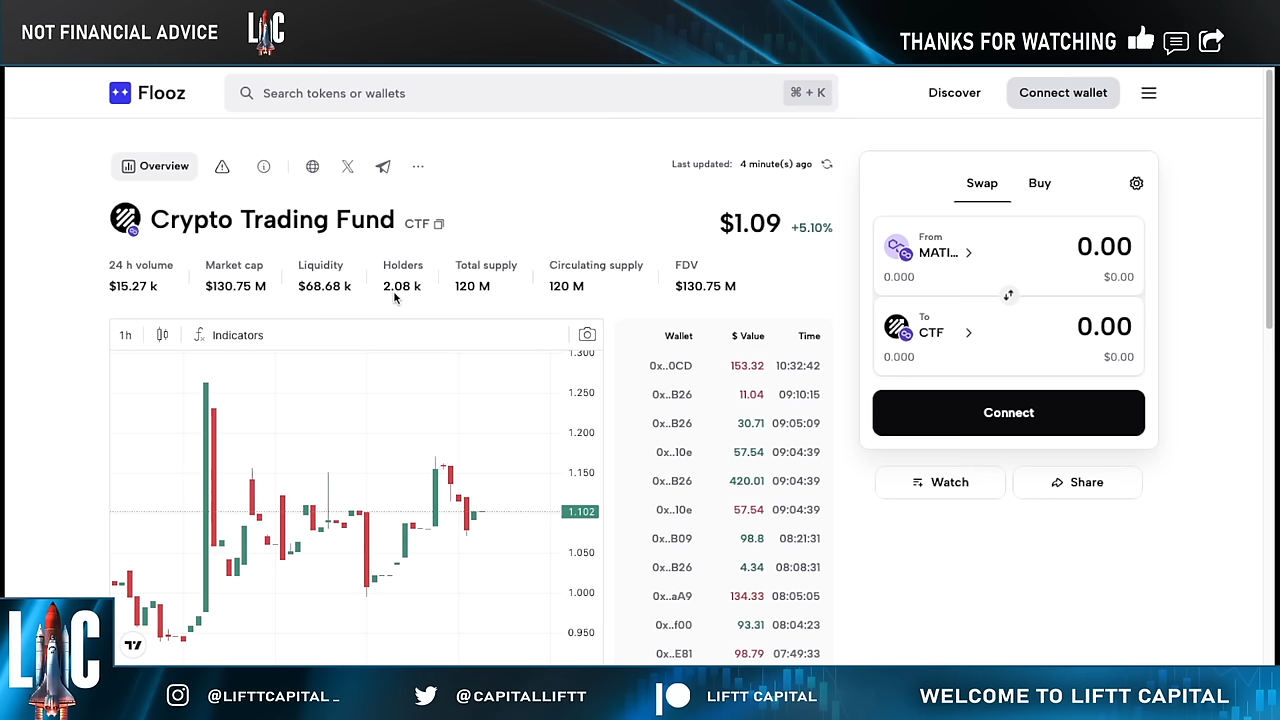 NOT FINANCIAL ADVICE
LC
THANKS FOR WATCHING
Flooz
Search tokens or wallets
⌘ + K
Discover
Connect wallet
Overview
Last updated: 4 minute(s) ago
Crypto Trading Fund CTF
$1.09 +5.10%
24 h volume
$15.27 k
Market cap
$130.75 M
Liquidity
$68.68 k
Holders
2.08 k
Total supply
120 M
Circulating supply
120 M
FDV
$130.75 M
1h
Indicators
1.300
1.250
1.200
1.150
1.102
1.050
1.000
0.950
Wallet $ Value Time
0x..0CD 153.32 10:32:42
0x..B26 11.04 09:10:15
0x..B26 30.71 09:05:09
0x..10e 57.54 09:04:39
0x..B26 420.01 09:04:39
0x..10e 57.54 09:04:39
0x..B09 98.8 08:21:31
0x..B26 4.34 08:08:31
0x..aA9 134.33 08:05:05
0x..f00 93.31 08:04:23
0x..E81 98.79 07:49:33
Swap
Buy
From
MATI... 0.00
0.000 $0.00
To
CTF 0.00
0.000 $0.00
Connect
Watch
Share
LC
@LIFTTCAPITAL_
@CAPITALLIFTT
LIFTT CAPITAL
WELCOME TO LIFTT CAPITAL